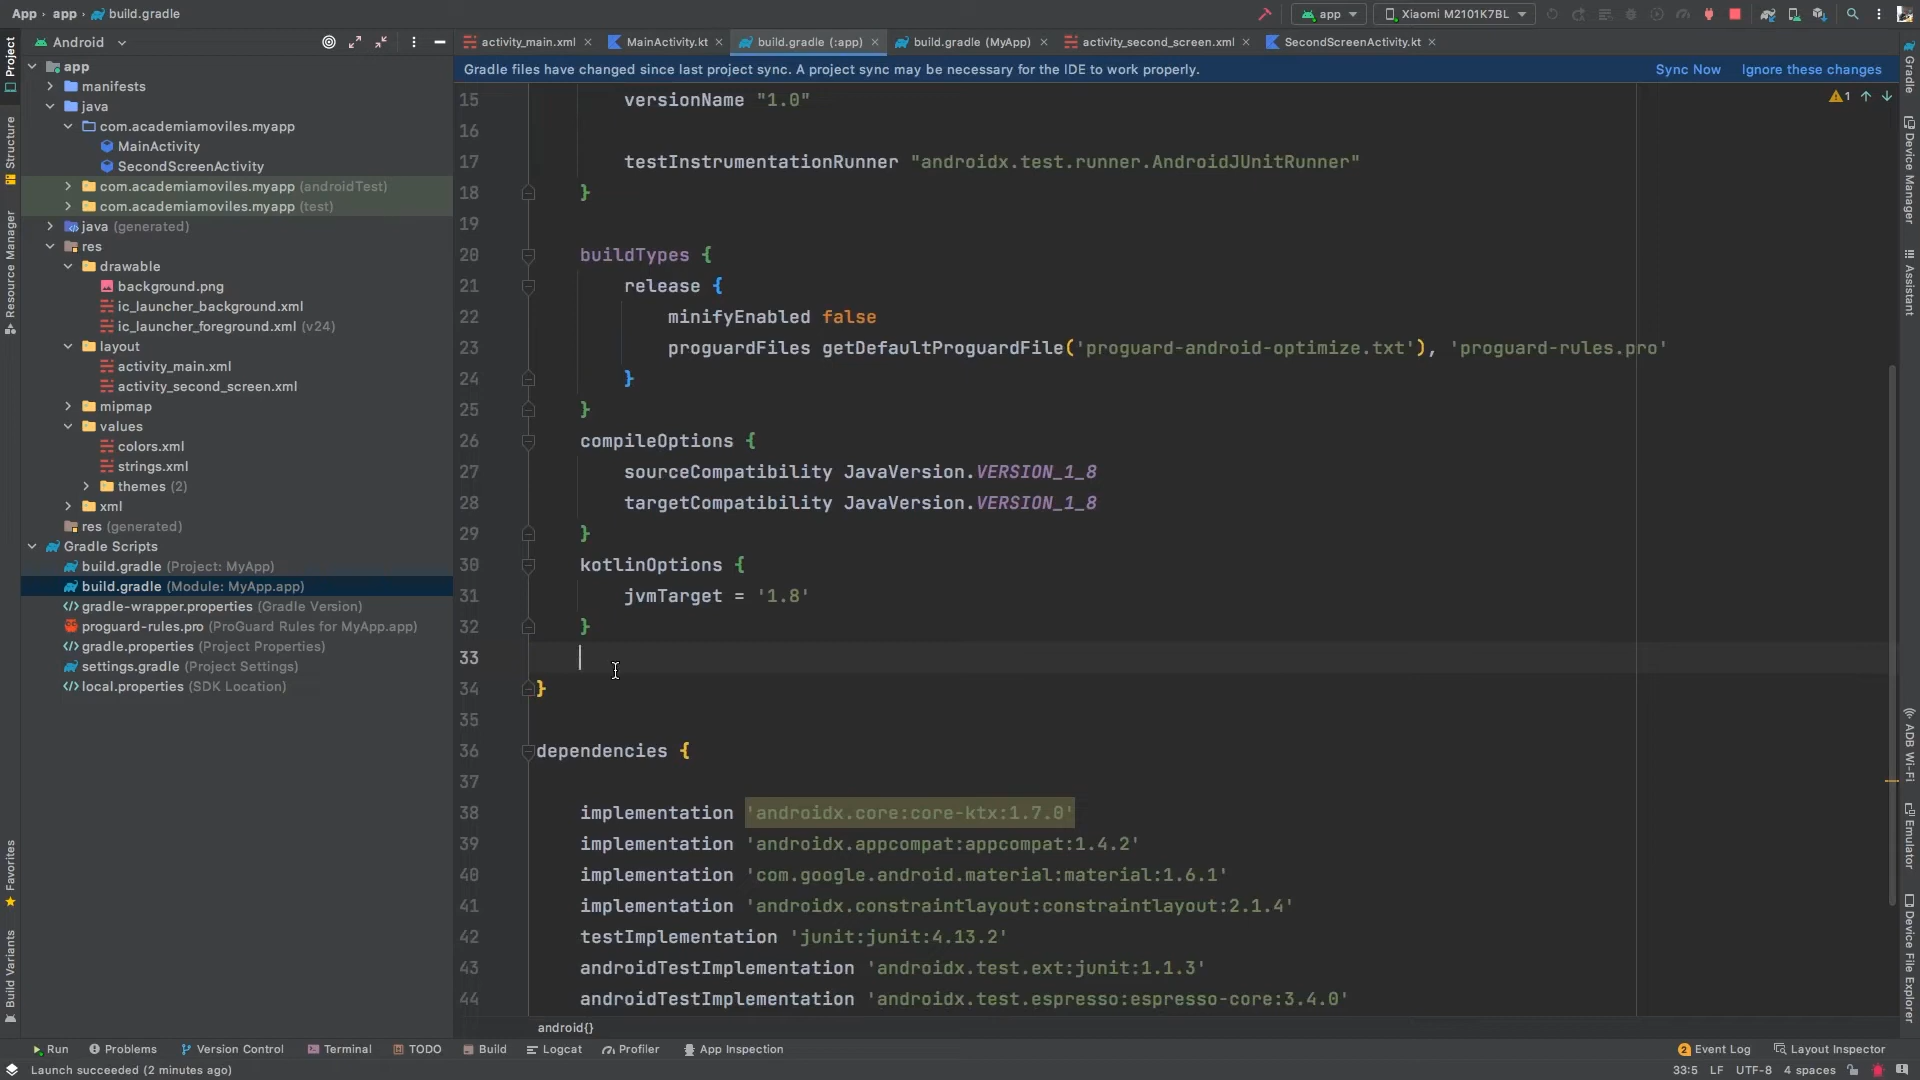 App › app › build.gradle
app
Xiaomi M2101K7BL
Android
activity_main.xml
MainActivity.kt
build.gradle (:app)
build.gradle (MyApp)
activity_second_screen.xml
SecondScreenActivity.kt
Gradle files have changed since last project sync. A project sync may be necessary for the IDE to work properly.
Sync Now
Ignore these changes
Project
Structure
Resource Manager
Favorites
Build Variants
app
manifests
java
com.academiamoviles.myapp
MainActivity
SecondScreenActivity
com.academiamoviles.myapp (androidTest)
com.academiamoviles.myapp (test)
java (generated)
res
drawable
background.png
ic_launcher_background.xml
ic_launcher_foreground.xml (v24)
layout
activity_main.xml
activity_second_screen.xml
mipmap
values
colors.xml
strings.xml
themes (2)
xml
res (generated)
Gradle Scripts
build.gradle (Project: MyApp)
build.gradle (Module: MyApp.app)
gradle-wrapper.properties (Gradle Version)
proguard-rules.pro (ProGuard Rules for MyApp.app)
gradle.properties (Project Properties)
settings.gradle (Project Settings)
local.properties (SDK Location)
1
15 versionName "1.0"
16
17 testInstrumentationRunner "androidx.test.runner.AndroidJUnitRunner"
18 }
19
20 buildTypes {
21 release {
22 minifyEnabled false
23 proguardFiles getDefaultProguardFile('proguard-android-optimize.txt'), 'proguard-rules.pro'
24 }
25 }
26 compileOptions {
27 sourceCompatibility JavaVersion.VERSION_1_8
28 targetCompatibility JavaVersion.VERSION_1_8
29 }
30 kotlinOptions {
31 jvmTarget = '1.8'
32 }
33
34 }
35
36 dependencies {
37
38 implementation 'androidx.core:core-ktx:1.7.0'
39 implementation 'androidx.appcompat:appcompat:1.4.2'
40 implementation 'com.google.android.material:material:1.6.1'
41 implementation 'androidx.constraintlayout:constraintlayout:2.1.4'
42 testImplementation 'junit:junit:4.13.2'
43 androidTestImplementation 'androidx.test.ext:junit:1.1.3'
44 androidTestImplementation 'androidx.test.espresso:espresso-core:3.4.0'
android{}
Gradle
Device Manager
Assistant
ADB Wi-Fi
Emulator
Device File Explorer
Run
Problems
Version Control
Terminal
TODO
Build
Logcat
Profiler
App Inspection
2 Event Log
Layout Inspector
Launch succeeded (2 minutes ago)
33:5 LF UTF-8 4 spaces